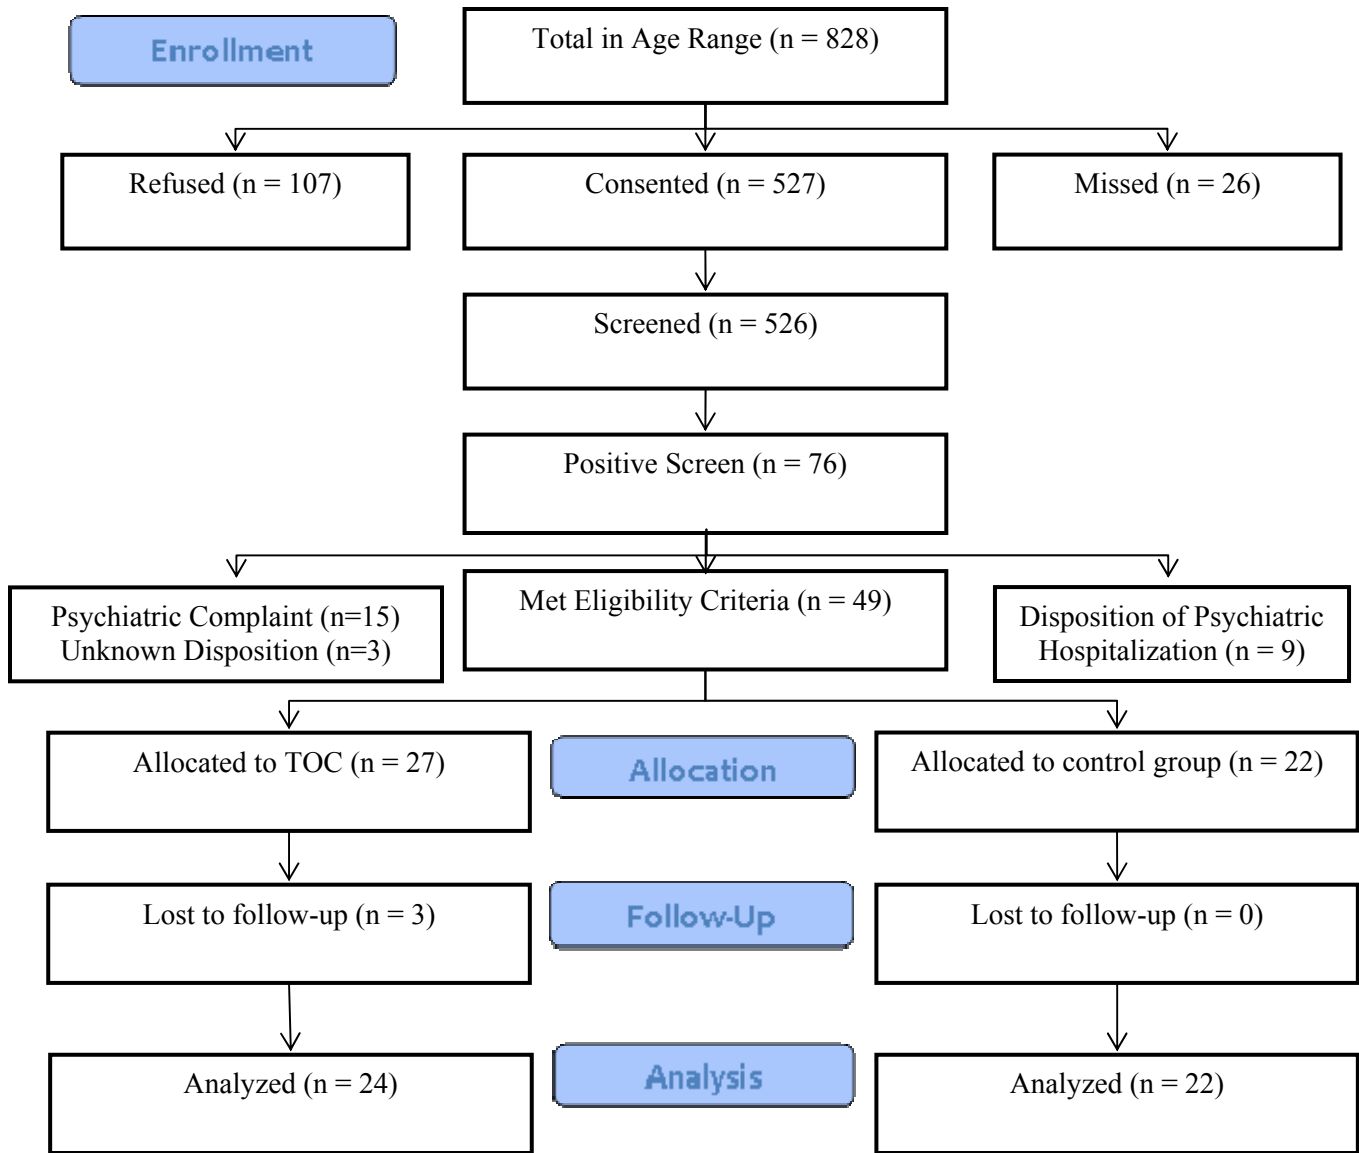 Enrollment
Total in Age Range (n = 828)
Refused (n = 107)
Consented (n = 527)
Missed (n = 26)
Screened (n = 526)
Positive Screen (n = 76)
Psychiatric Complaint (n=15)
Unknown Disposition (n=3)
Met Eligibility Criteria (n = 49)
Disposition of Psychiatric
Hospitalization (n = 9)
Allocated to TOC (n = 27)
Allocation
Allocated to control group (n = 22)
Lost to follow-up (n = 3)
Follow-Up
Lost to follow-up (n = 0)
Analyzed (n = 24)
Analysis
Analyzed (n = 22)